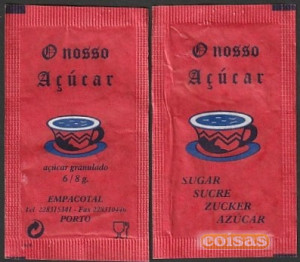 O nosso
Açúcar
açúcar granulado
6 / 8 g.
EMPACOTAL
PORTO
O nosso
Açúcar
SUGAR
SUCRE
ZUCKER
AZÚCAR
coisas